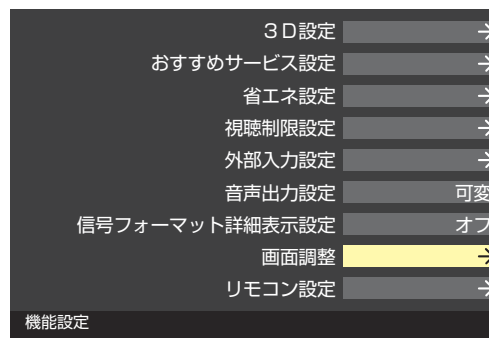 ３Ｄ設定 →
おすすめサービス設定 →
省エネ設定 →
視聴制限設定 →
外部入力設定 →
音声出力設定 可変
信号フォーマット詳細表示設定 オフ
画面調整 →
リモコン設定 →
機能設定